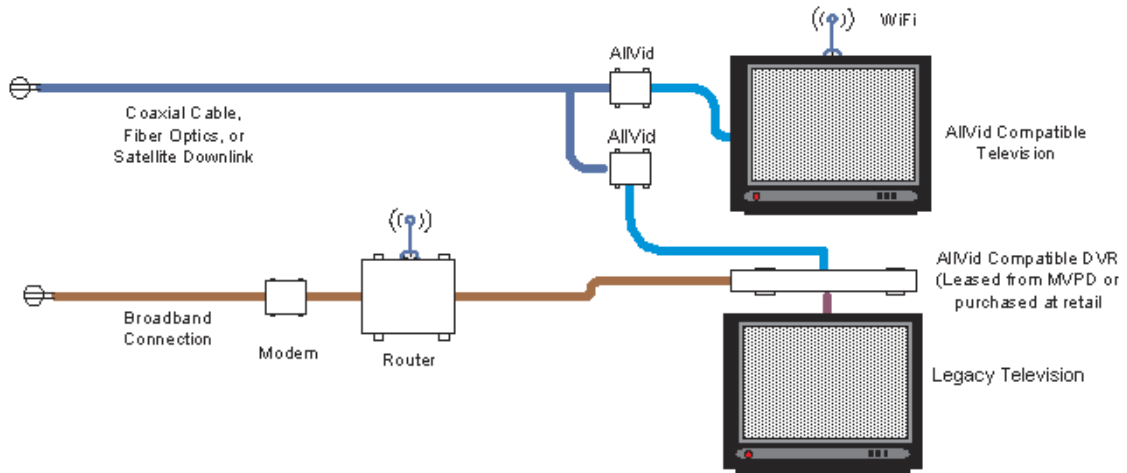 WiFi
AllVid
Coaxial Cable,
Fiber Optics, or
Satellite Downlink
AllVid
AllVid Compatible
Television
AllVid Compatible DVR
(Leased from MVPD or
purchased at retail
Broadband
Connection
Modem
Router
Legacy Television